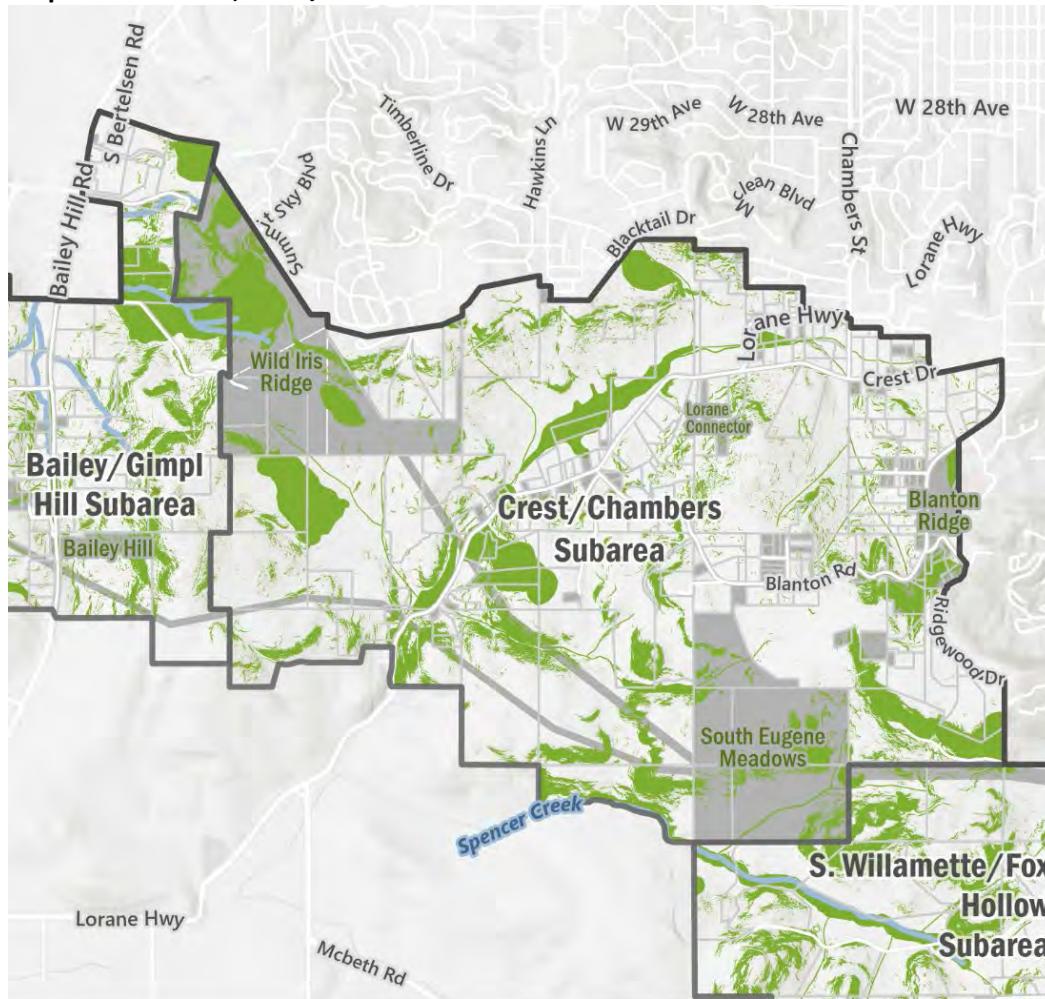 S Bertelsen Rd
Bailey Hill Rd
Summit Sky Blvd
Timberline Dr
Hawkins Ln
W 29th Ave
W 28th Ave
W 28th Ave
Mclean Blvd
Chambers St
Blacktail Dr
Lorane Hwy
Lorane Hwy
Crest Dr
Wild Iris
Ridge
Lorane
Connector
Bailey/Gimpl
Hill Subarea
Bailey Hill
Crest/Chambers
Subarea
Blanton
Ridge
Blanton Rd
Ridgewood Dr
South Eugene
Meadows
Spencer Creek
S. Willamette/Fox
Hollow
Subarea
Lorane Hwy
Mcbeth Rd